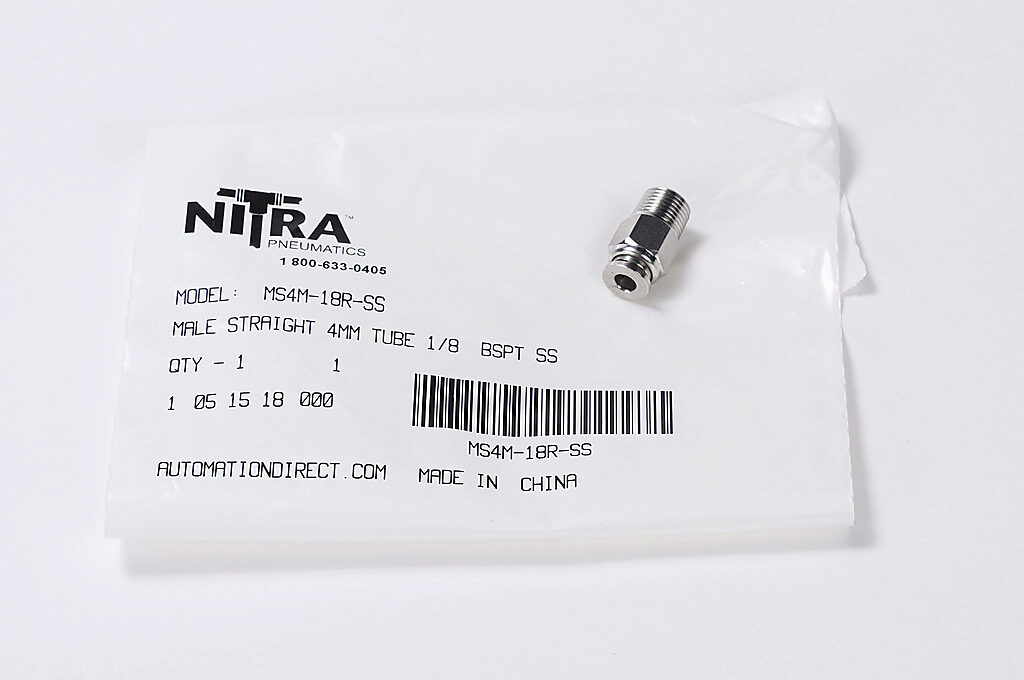 NITRA™
PNEUMATICS
1 800-633-0405
MODEL: MS4M-18R-SS
MALE STRAIGHT 4MM TUBE 1/8 BSPT SS
QTY - 1 1
1 05 15 18 000
MS4M-18R-SS
AUTOMATIONDIRECT.COM MADE IN CHINA